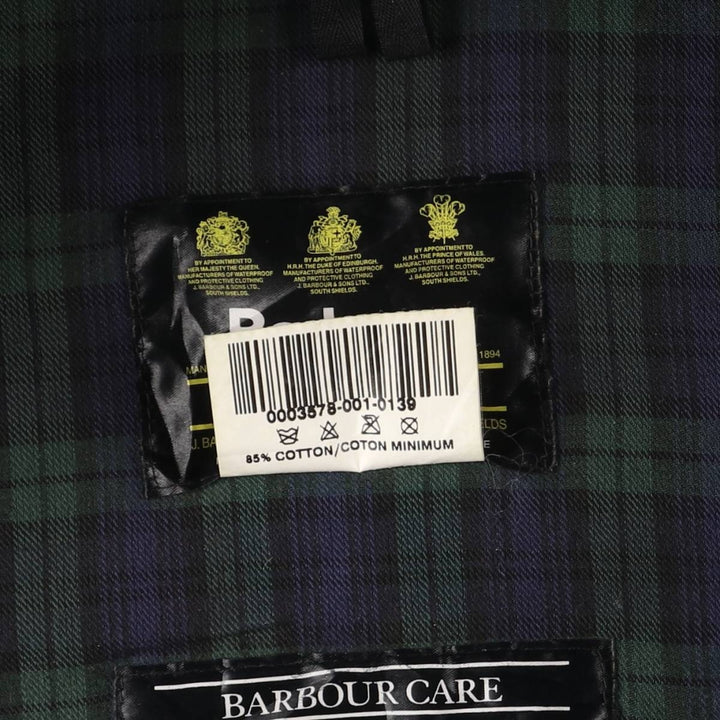 BY APPOINTMENT TO
HER MAJESTY THE QUEEN.
MANUFACTURERS OF WATERPROOF
AND PROTECTIVE CLOTHING
J. BARBOUR & SONS LTD.,
SOUTH SHIELDS.
BY APPOINTMENT TO
H.R.H. THE DUKE OF EDINBURGH.
MANUFACTURERS OF WATERPROOF
AND PROTECTIVE CLOTHING
J. BARBOUR & SONS LTD.,
SOUTH SHIELDS.
BY APPOINTMENT TO
H.R.H. THE PRINCE OF WALES.
MANUFACTURERS OF WATERPROOF
AND PROTECTIVE CLOTHING
J. BARBOUR & SONS LTD.,
SOUTH SHIELDS.
MAN 1894
0003578-001-0139
J. BA LDS
85% COTTON/COTON MINIMUM E
BARBOUR CARE